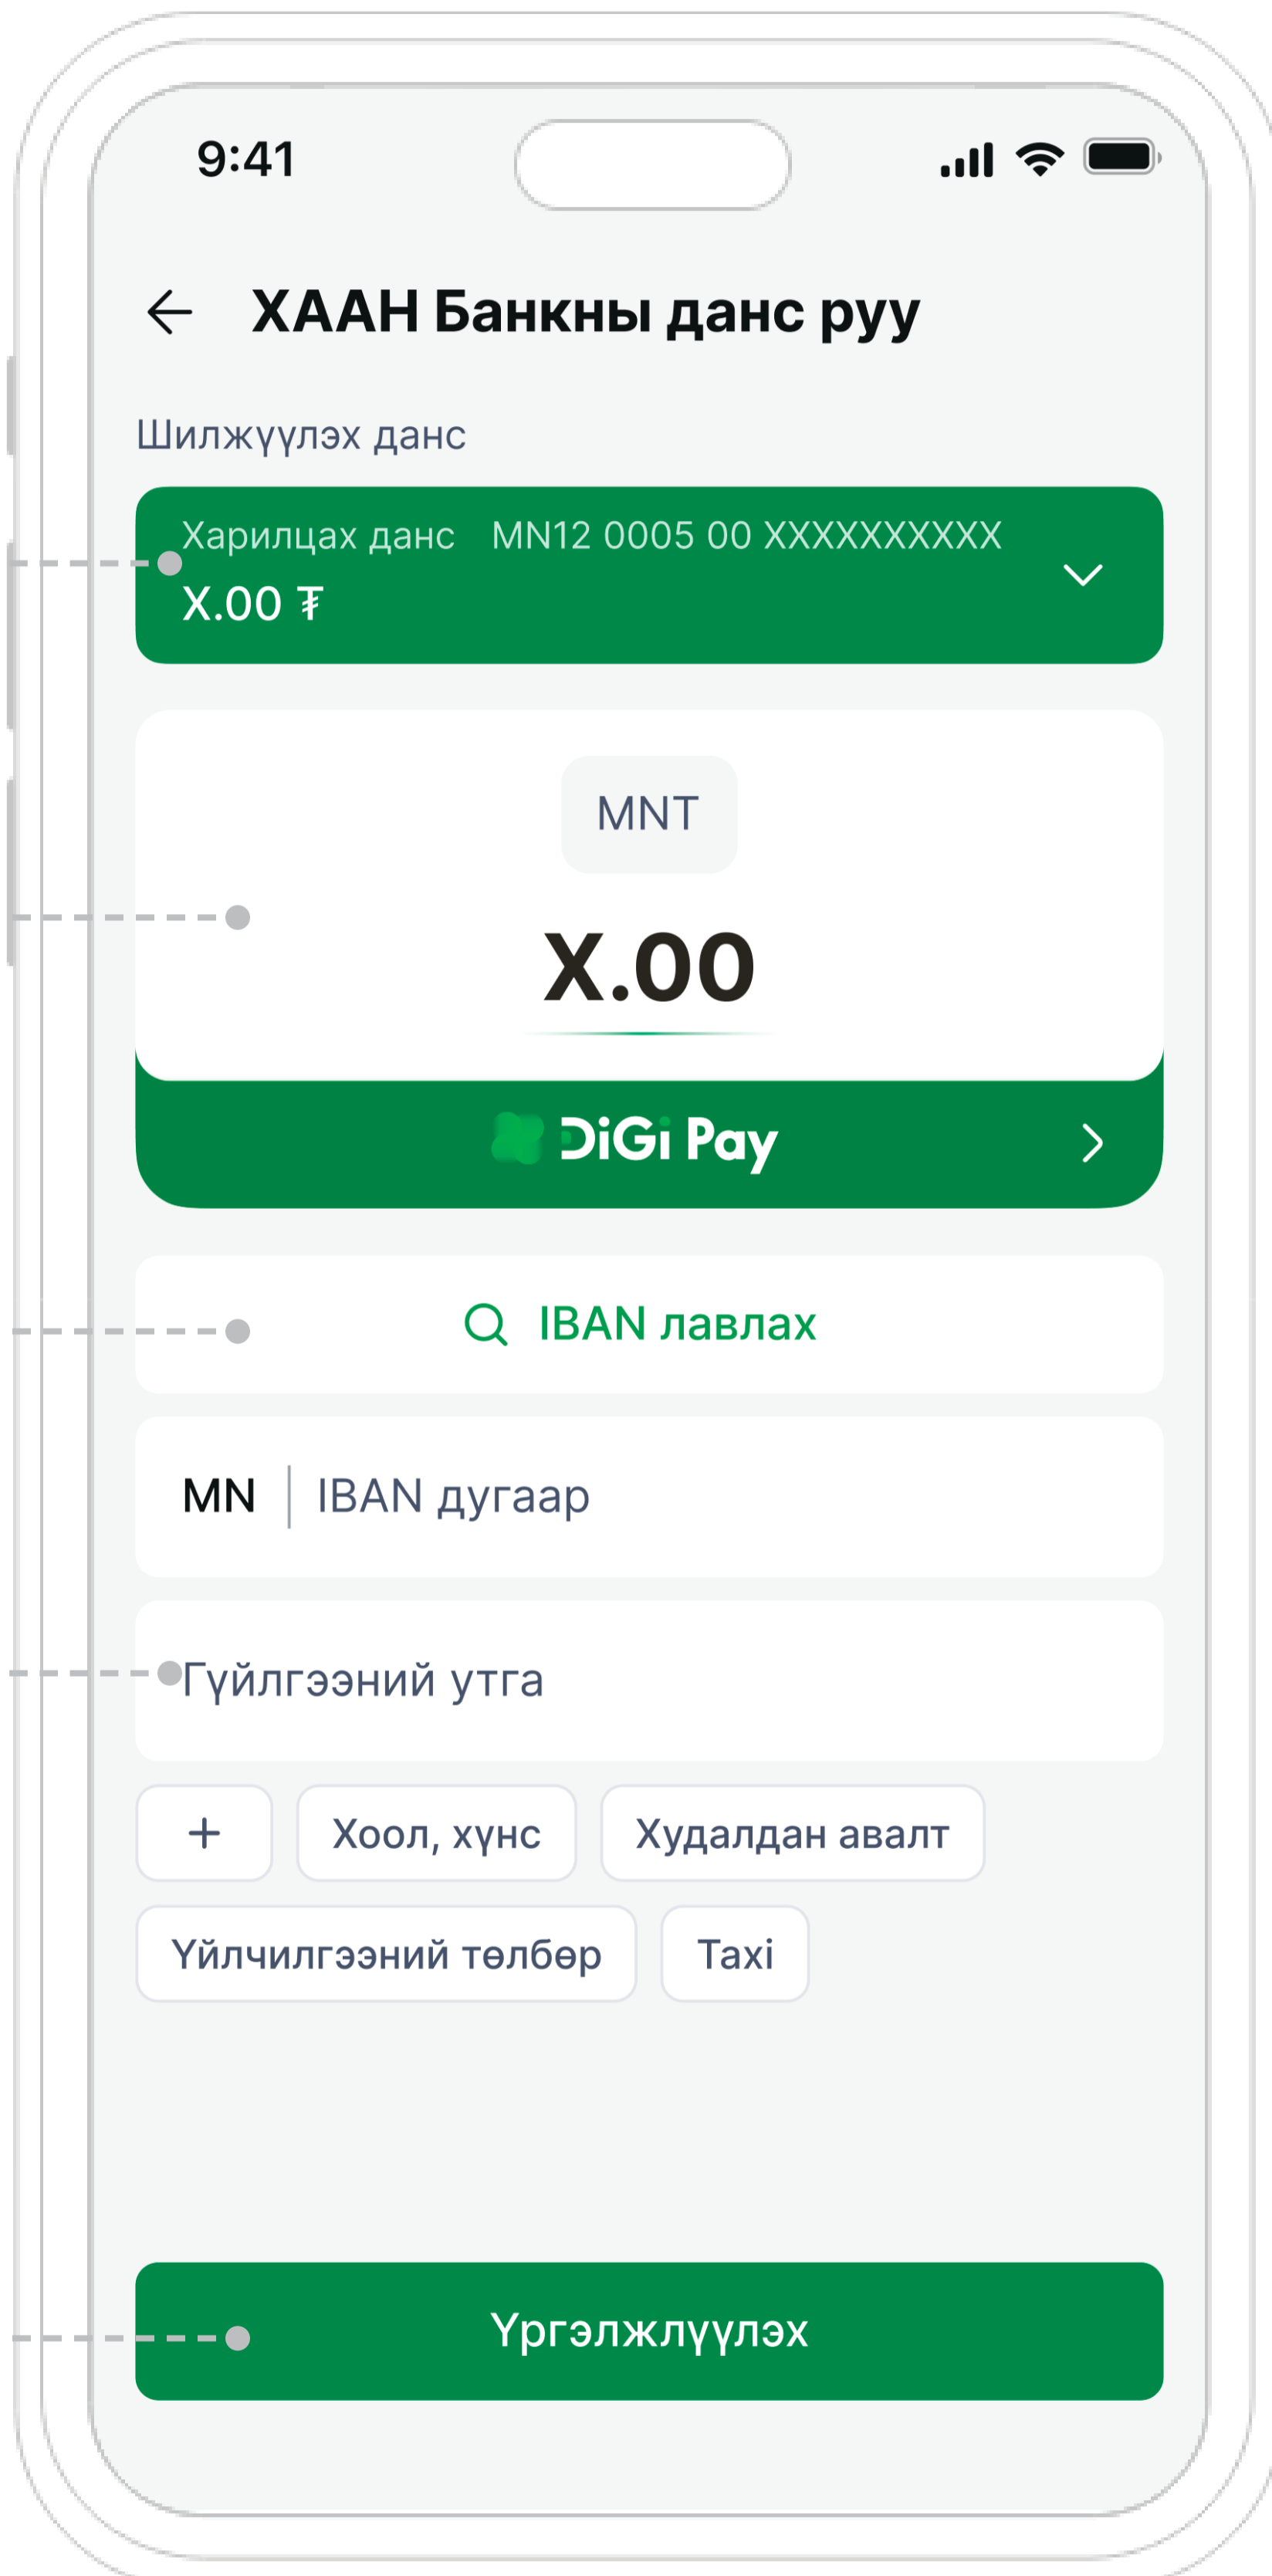 9:41
ХААН Банкны данс руу
Шилжүүлэх данс
Харилцах данс MN12 0005 00 XXXXXXXXXX
X.00 ₮
MNT
X.00
DiGi Pay
IBAN лавлах
MN IBAN дугаар
Гүйлгээний утга
+ Хоол, хүнс Худалдан авалт
Үйлчилгээний төлбөр Taxi
Үргэлжлүүлэх